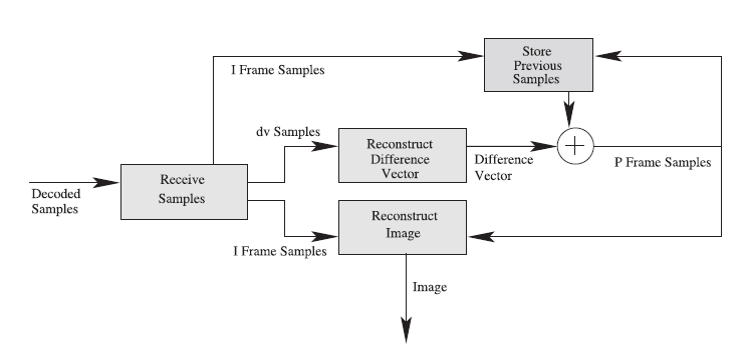 Store
Previous
Samples
I Frame Samples
dv Samples
Reconstruct
Difference
Vector
Difference
Vector
+
P Frame Samples
Decoded
Samples
Receive
Samples
Reconstruct
Image
I Frame Samples
Image